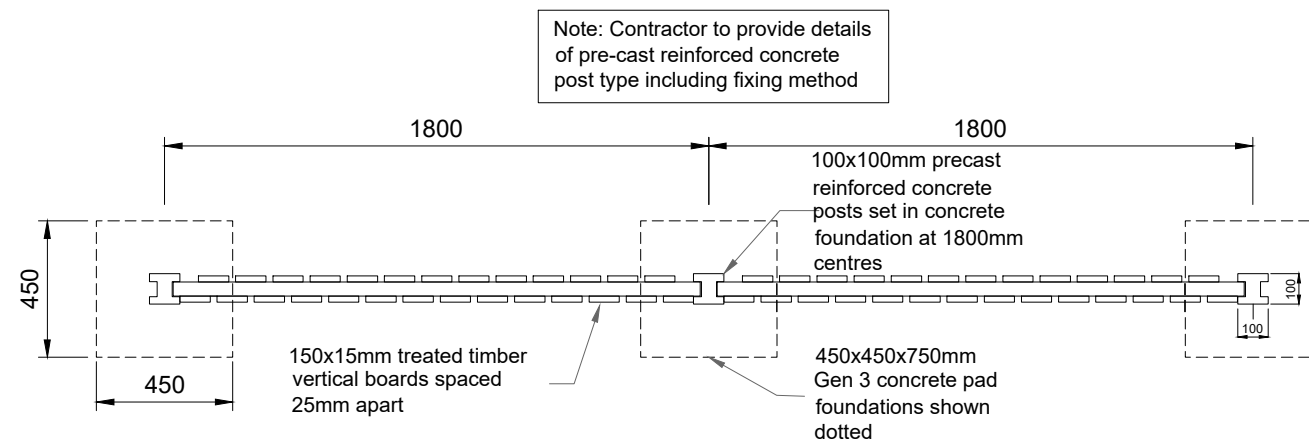 Note: Contractor to provide details
of pre-cast reinforced concrete
post type including fixing method
1800
1800
100x100mm precast
reinforced concrete
posts set in concrete
foundation at 1800mm
centres
450
100
100
150x15mm treated timber
vertical boards spaced
25mm apart
450x450x750mm
Gen 3 concrete pad
foundations shown
dotted
450